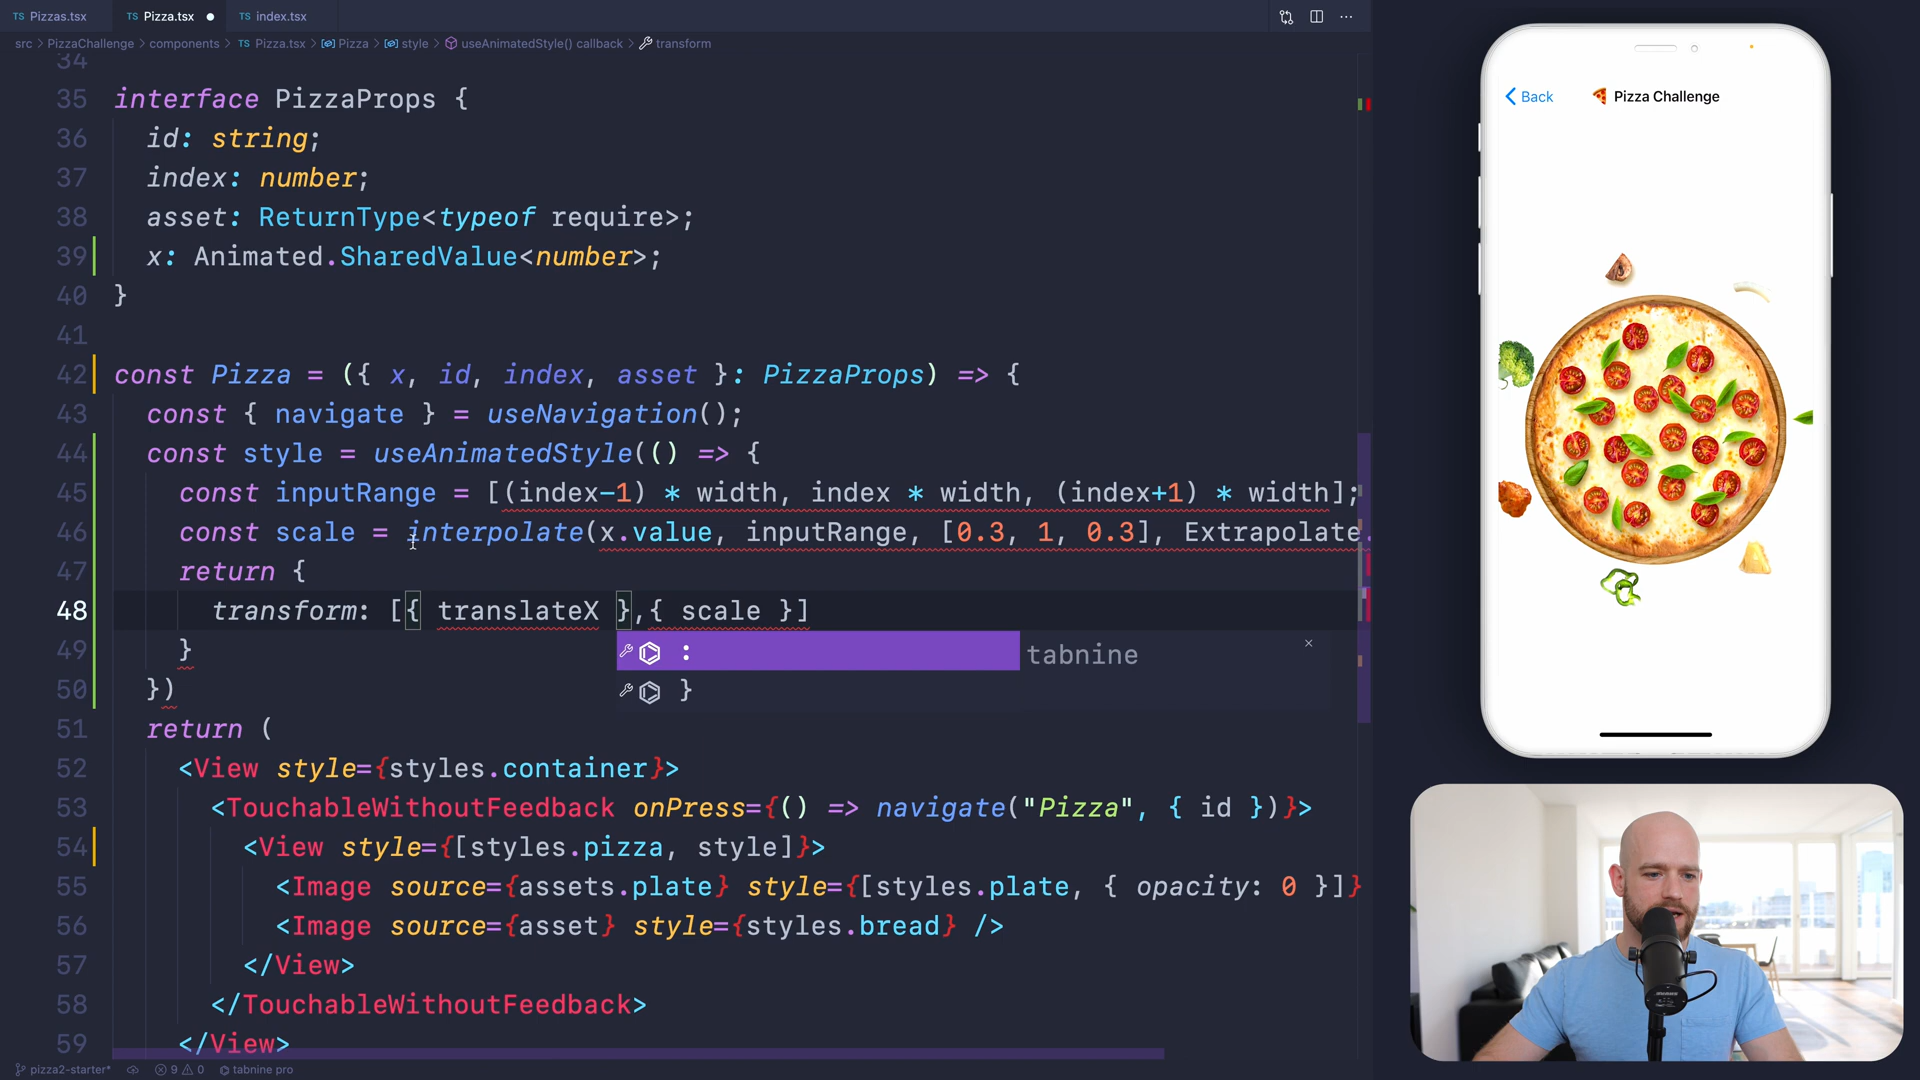 TS Pizzas.tsx TS Pizza.tsx TS index.tsx
src > PizzaChallenge > components > TS Pizza.tsx > Pizza > style > useAnimatedStyle() callback > transform
34
35 interface PizzaProps {
36 id: string;
37 index: number;
38 asset: ReturnType<typeof require>;
39 x: Animated.SharedValue<number>;
40 }
41
42 const Pizza = ({ x, id, index, asset }: PizzaProps) => {
43 const { navigate } = useNavigation();
44 const style = useAnimatedStyle(() => {
45 const inputRange = [(index-1) * width, index * width, (index+1) * width];
46 const scale = interpolate(x.value, inputRange, [0.3, 1, 0.3], Extrapolate.
47 return {
48 transform: [{ translateX },{ scale }]
49 }
: tabnine
50 })
}
51 return (
52 <View style={styles.container}>
53 <TouchableWithoutFeedback onPress={() => navigate("Pizza", { id })}>
54 <View style={[styles.pizza, style]}>
55 <Image source={assets.plate} style={[styles.plate, { opacity: 0 }]}
56 <Image source={asset} style={styles.bread} />
57 </View>
58 </TouchableWithoutFeedback>
59 </View>
pizza2-starter* 9 0 tabnine pro
Back Pizza Challenge